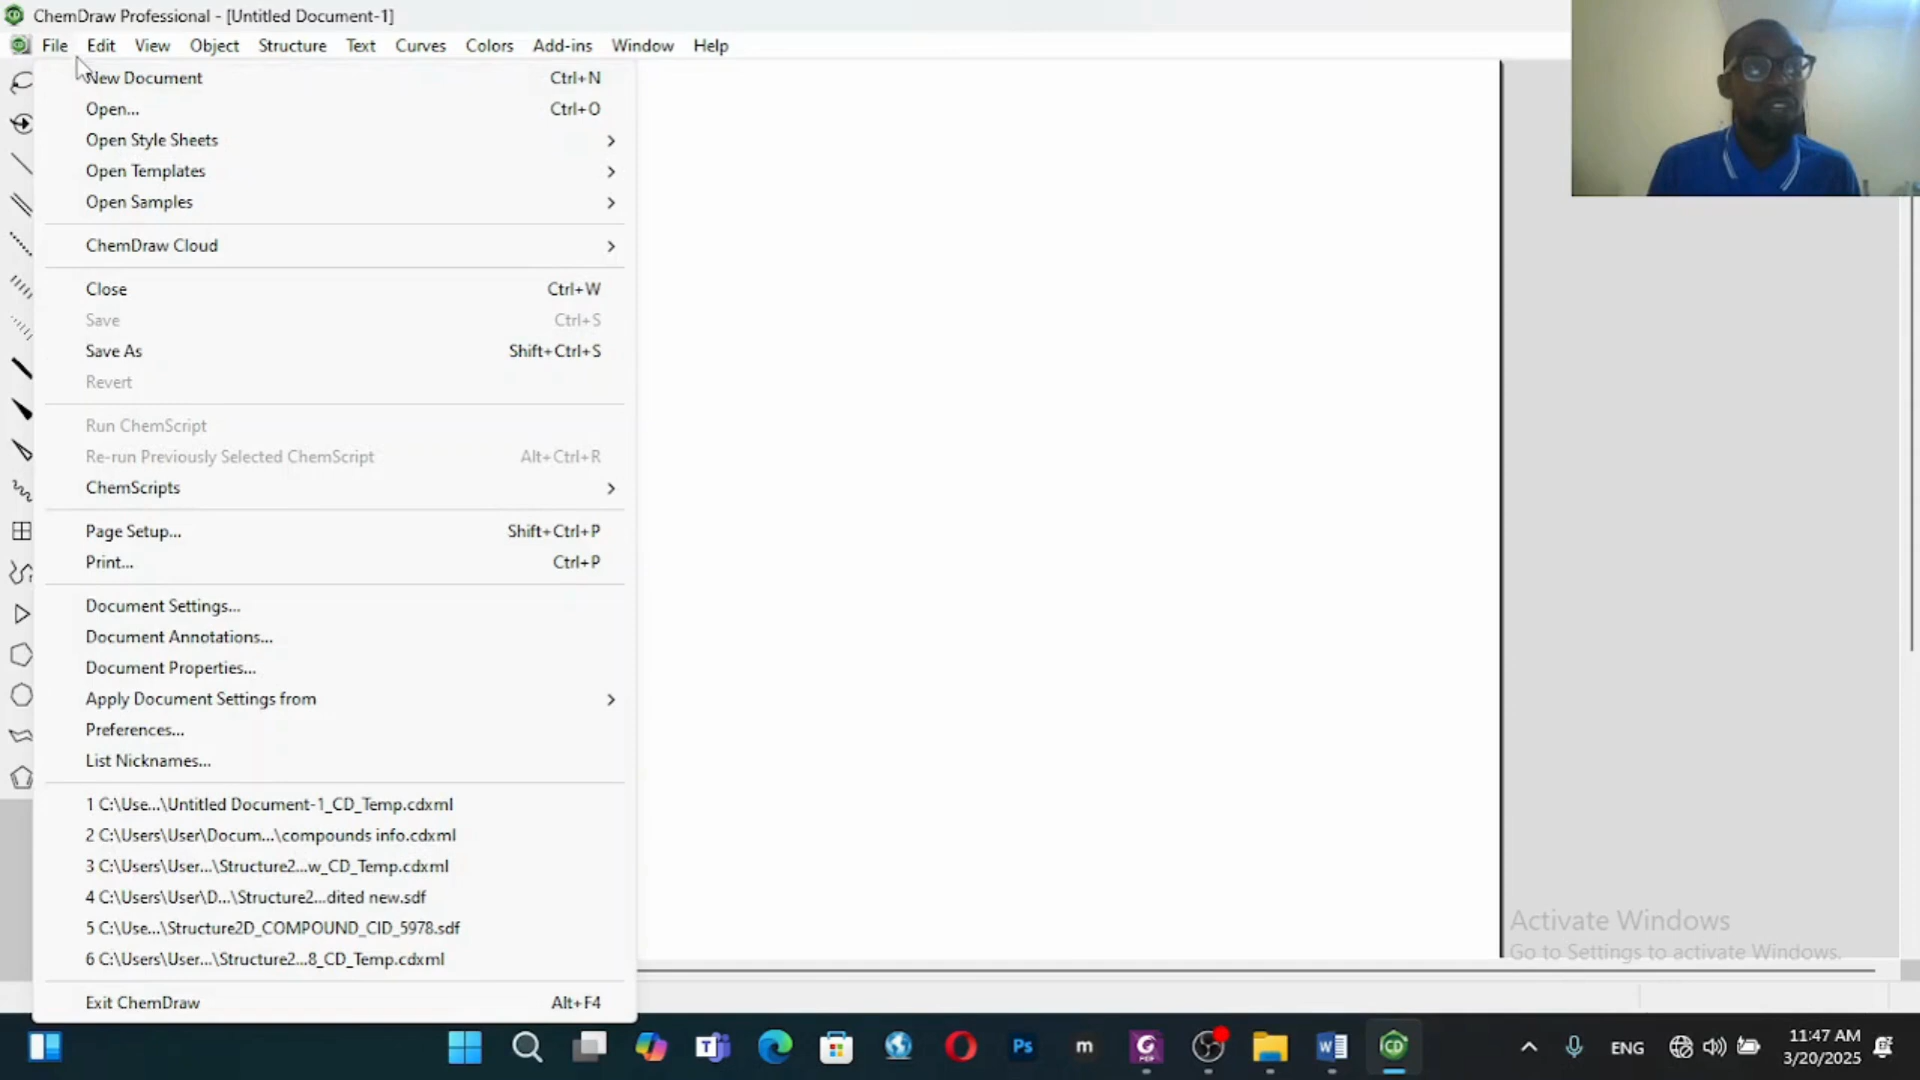 ChemDraw Professional - [Untitled Document-1]
File Edit View Object Structure Text Curves Colors Add-ins Window Help
New Document Ctrl+N
Open... Ctrl+O
Open Style Sheets
Open Templates
Open Samples
ChemDraw Cloud
Close Ctrl+W
Save Ctrl+S
Save As Shift+Ctrl+S
Revert
Run ChemScript
Re-run Previously Selected ChemScript Alt+Ctrl+R
ChemScripts
Page Setup... Shift+Ctrl+P
Print... Ctrl+P
Document Settings...
Document Annotations...
Document Properties...
Apply Document Settings from
Preferences...
List Nicknames...
1 C:\Use...\Untitled Document-1_CD_Temp.cdxml
2 C:\Users\User\Docum...\compounds info.cdxml
3 C:\Users\User...\Structure2...w_CD_Temp.cdxml
4 C:\Users\User\D...\Structure2...dited new.sdf
5 C:\Use...\Structure2D_COMPOUND_CID_5978.sdf
6 C:\Users\User...\Structure2...8_CD_Temp.cdxml
Exit ChemDraw Alt+F4
Activate Windows
Go to Settings to activate Windows.
Ps
m
ENG
11:47 AM
3/20/2025